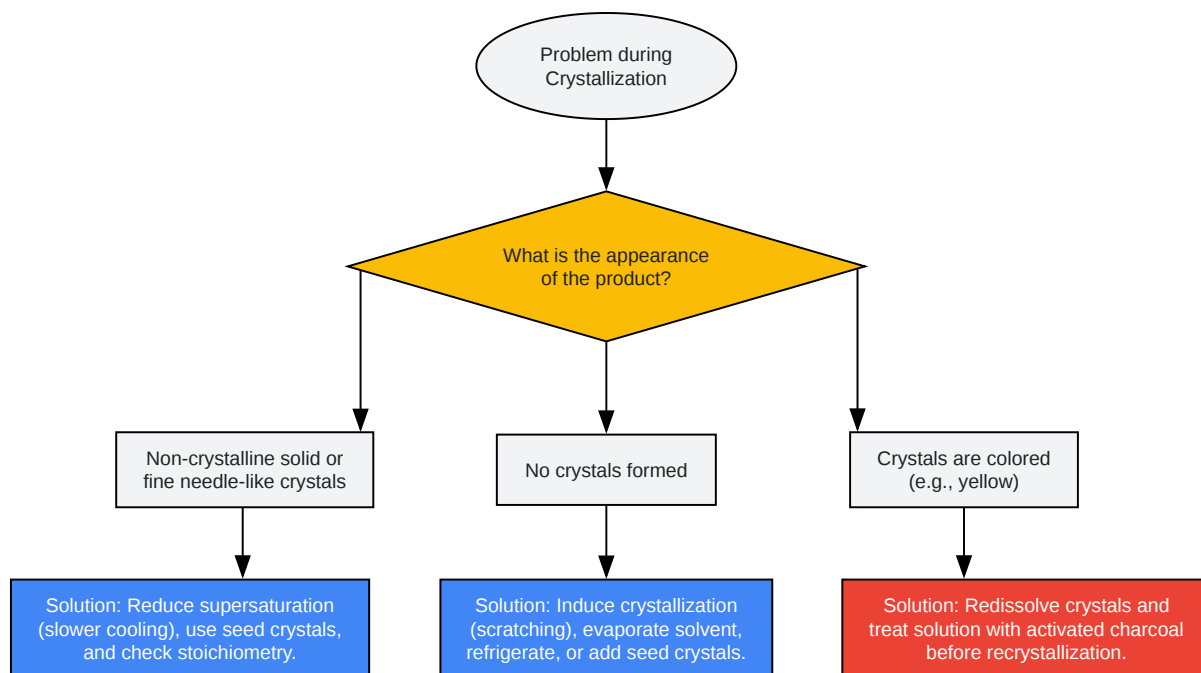 Problem during
Crystallization
What is the appearance
of the product?
Non-crystalline solid or
fine needle-like crystals
No crystals formed
Crystals are colored
(e.g., yellow)
Solution: Reduce supersaturation
(slower cooling), use seed crystals,
and check stoichiometry.
Solution: Induce crystallization
(scratching), evaporate solvent,
refrigerate, or add seed crystals.
Solution: Redissolve crystals and
treat solution with activated charcoal
before recrystallization.